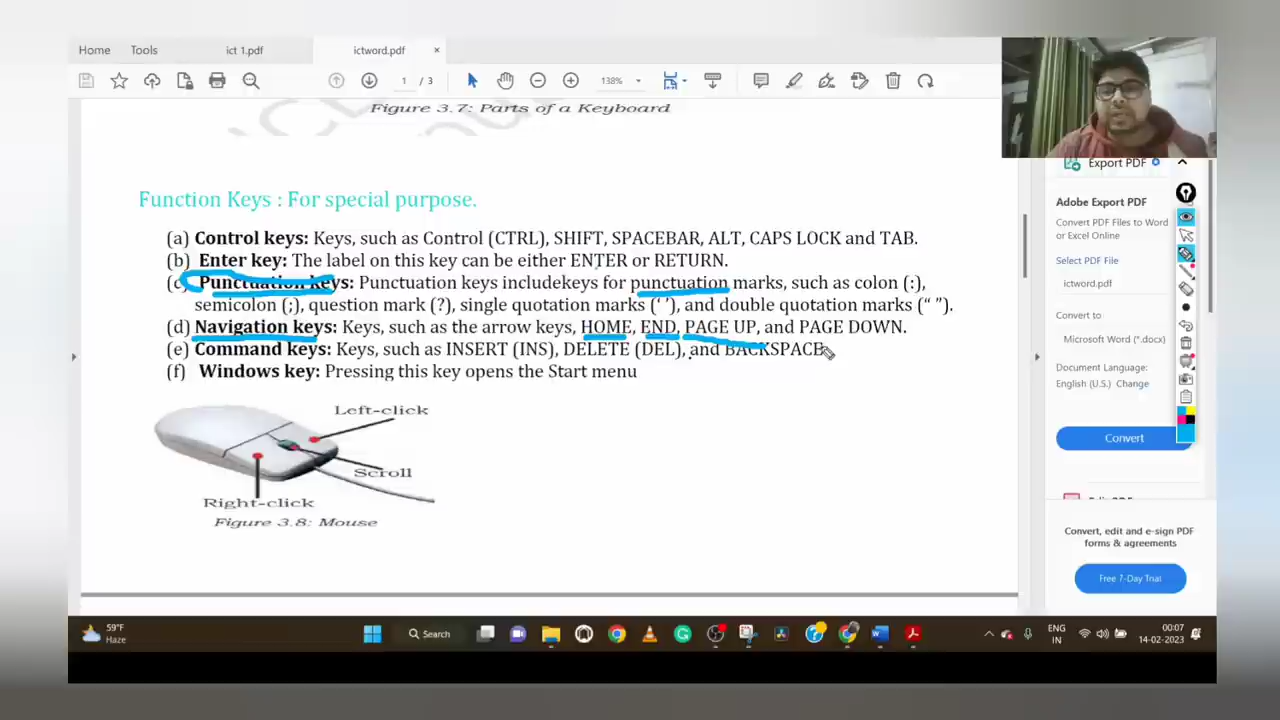 Home Tools ict 1.pdf ictword.pdf ×
1 / 3 138%
Figure 3.7: Parts of a Keyboard
Function Keys : For special purpose.
(a) Control keys: Keys, such as Control (CTRL), SHIFT, SPACEBAR, ALT, CAPS LOCK and TAB.
(b) Enter key: The label on this key can be either ENTER or RETURN.
(c) Punctuation keys: Punctuation keys includekeys for punctuation marks, such as colon (:),
semicolon (;), question mark (?), single quotation marks (‘ ’), and double quotation marks (“ ”).
(d) Navigation keys: Keys, such as the arrow keys, HOME, END, PAGE UP, and PAGE DOWN.
(e) Command keys: Keys, such as INSERT (INS), DELETE (DEL), and BACKSPACE
(f) Windows key: Pressing this key opens the Start menu
Left-click
Scroll
Right-click
Figure 3.8: Mouse
Export PDF
Adobe Export PDF
Convert PDF Files to Word
or Excel Online
Select PDF File
ictword.pdf
Convert to
Microsoft Word (*.docx)
Document Language:
English (U.S.) Change
Convert
Convert, edit and e-sign PDF
forms & agreements
Free 7-Day Trial
59°F
Haze
Search
ENG
IN
00:07
14-02-2023